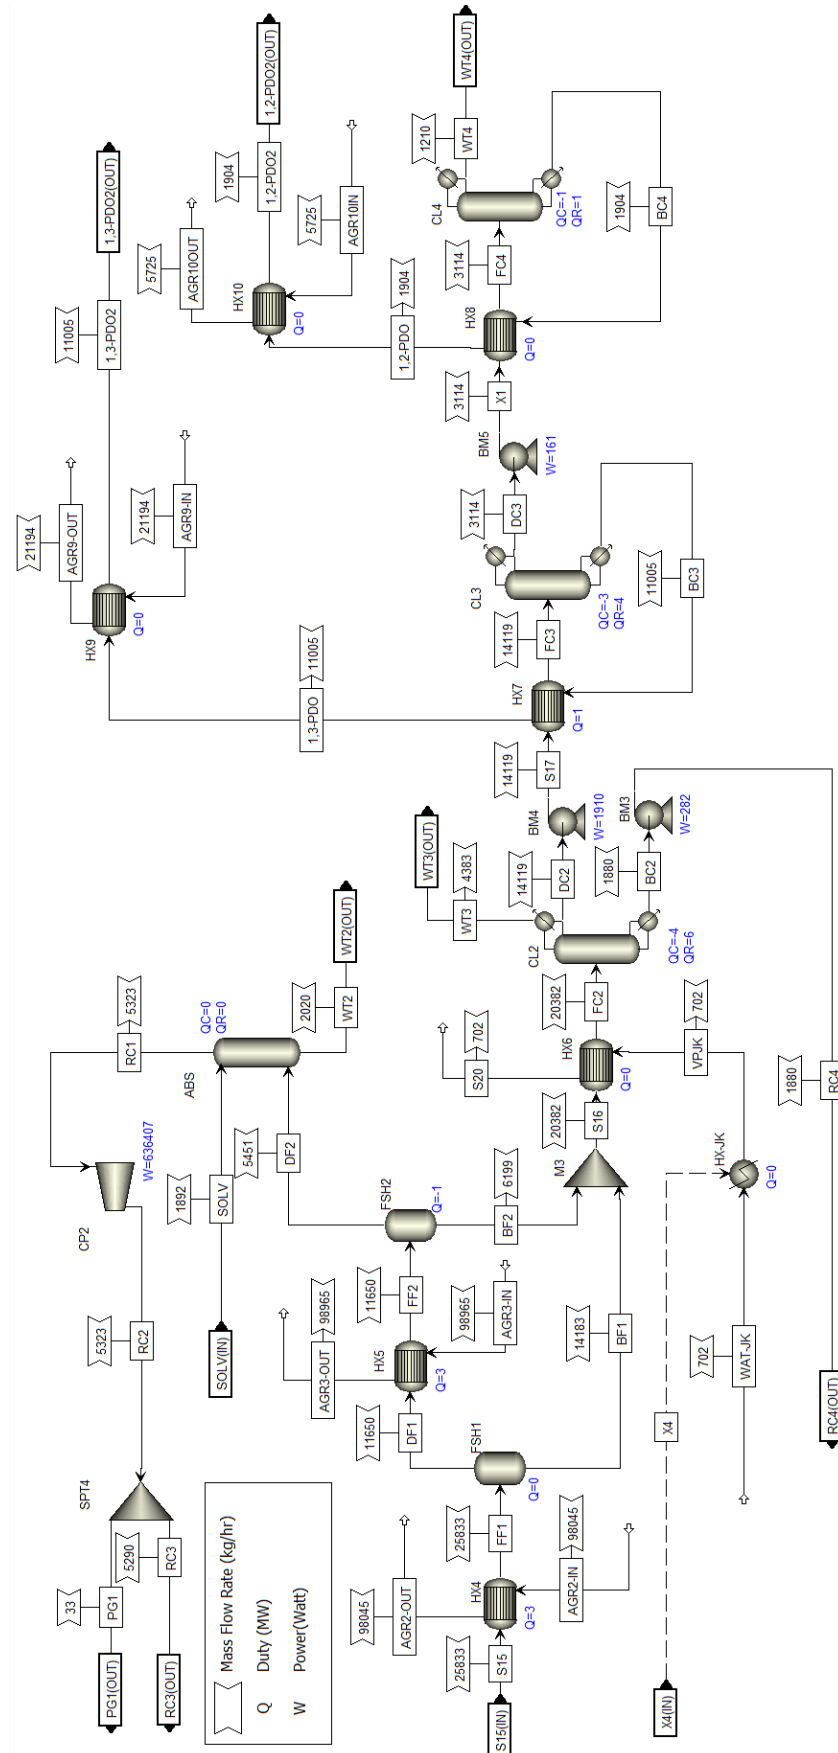 WT4(OUT)
WT4
1210
CL4
QC=-1
QR=1
BC4
1904
FC4
3114
HX8
Q=0
X1
3114
1,2-PDO
1904
BM5
W=161
1,2-PDO2(OUT)
1,2-PDO2
1904
AGR10IN
5725
AGR10OUT
5725
HX10
Q=0
1,3-PDO2(OUT)
1,3-PDO2
11005
AGR9-IN
21194
AGR9-OUT
21194
HX9
Q=0
1,3-PDO
11005
DC3
3114
CL3
QC=-3
QR=4
BC3
11005
FC3
14119
HX7
Q=1
S17
14119
BM4
W=1910
BM3
W=282
DC2
14119
BC2
1880
WT3(OUT)
WT3
4383
CL2
QC=-4
QR=6
FC2
20382
HX6
Q=0
S20
702
VPJK
702
S16
20382
M3
HX-JK
Q=0
WAT-JK
702
X4
X4(IN)
RC4
1880
RC4(OUT)
WT2(OUT)
WT2
2020
ABS
QC=0
QR=0
RC1
5323
DF2
5451
SOLV
1892
SOLV(IN)
CP2
W=636407
RC2
5323
FSH2
Q=-1
BF2
6199
FF2
11650
AGR3-IN
98965
AGR3-OUT
98965
HX5
Q=3
DF1
11650
BF1
14183
FSH1
Q=0
FF1
25833
AGR2-IN
98045
AGR2-OUT
98045
HX4
Q=3
S15
25833
S15(IN)
SPT4
PG1
33
RC3
5290
PG1(OUT)
RC3(OUT)
Mass Flow Rate (kg/hr)
Q Duty (MW)
W Power(Watt)